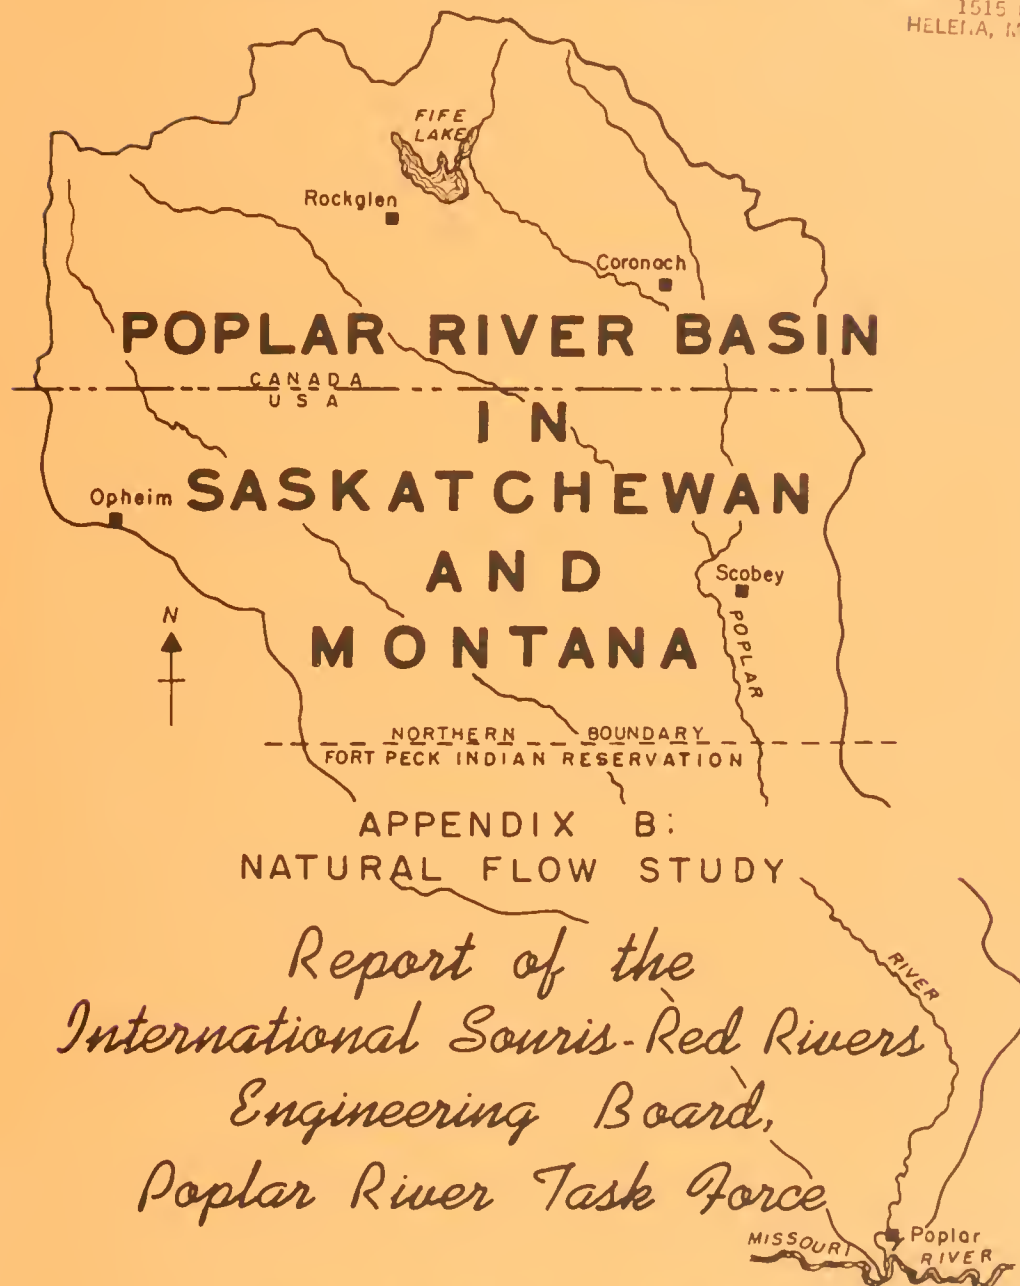 1515
HELENA, M
FIFE
LAKE
Rockglen
Coronach
POPLAR RIVER BASIN
CANADA
USA
IN
Opheim
SASKATCHEWAN
AND
Scobey
N
POPLAR
MONTANA
NORTHERN BOUNDARY
FORT PECK INDIAN RESERVATION
APPENDIX B:
NATURAL FLOW STUDY
Report of the
RIVER
International Souris-Red Rivers
Engineering Board,
Poplar River Task Force
Poplar
MISSOURI RIVER